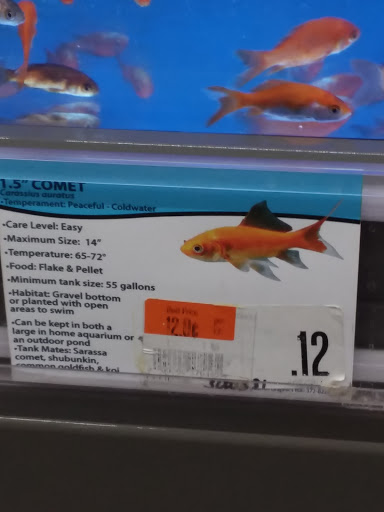 1.5" COMET
Carassius auratus
•Temperament: Peaceful - Coldwater
•Care Level: Easy
•Maximum Size: 14"
•Temperature: 65-72°
•Food: Flake & Pellet
•Minimum tank size: 55 gallons
•Habitat: Gravel bottom
or planted with open
areas to swim
•Can be kept in both a
large in home aquarium or
an outdoor pond
•Tank Mates: Sarassa
comet, shubunkin,
common goldfish & koi
.12